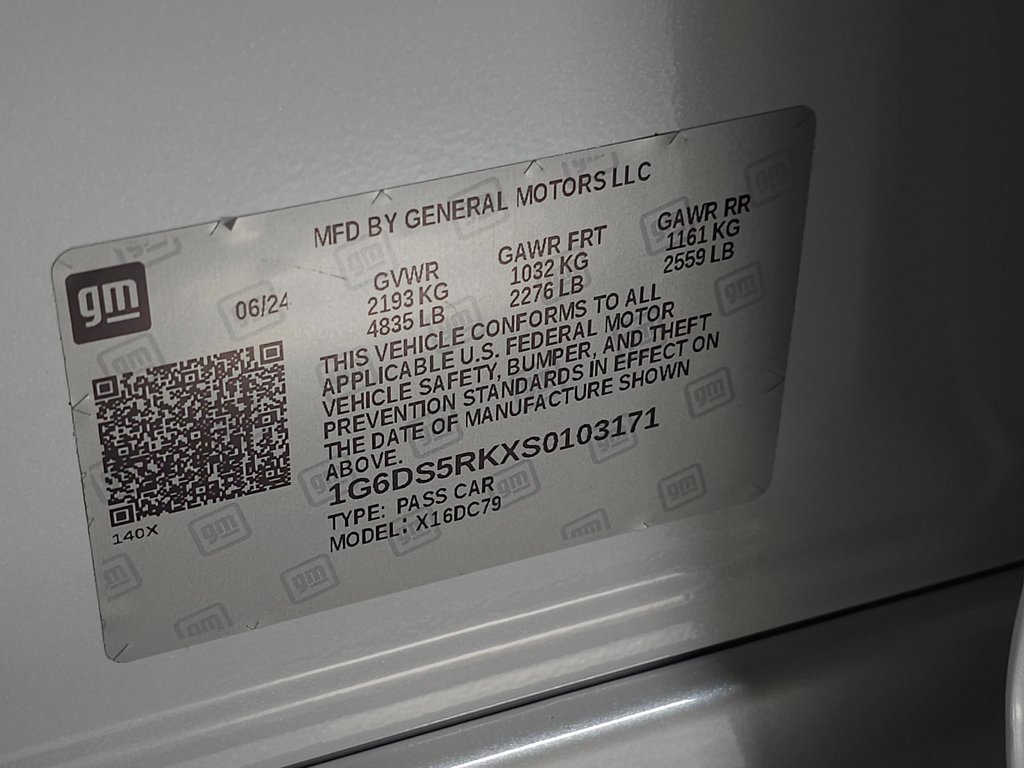 MFD BY GENERAL MOTORS LLC
gm
06/24
GVWR
2193 KG
4835 LB
GAWR FRT
1032 KG
2276 LB
GAWR RR
1161 KG
2559 LB
THIS VEHICLE CONFORMS TO ALL
APPLICABLE U.S. FEDERAL MOTOR
VEHICLE SAFETY, BUMPER, AND THEFT
PREVENTION STANDARDS IN EFFECT ON
THE DATE OF MANUFACTURE SHOWN
ABOVE.
1G6DS5RKXS0103171
TYPE: PASS CAR
MODEL: X16DC79
140X